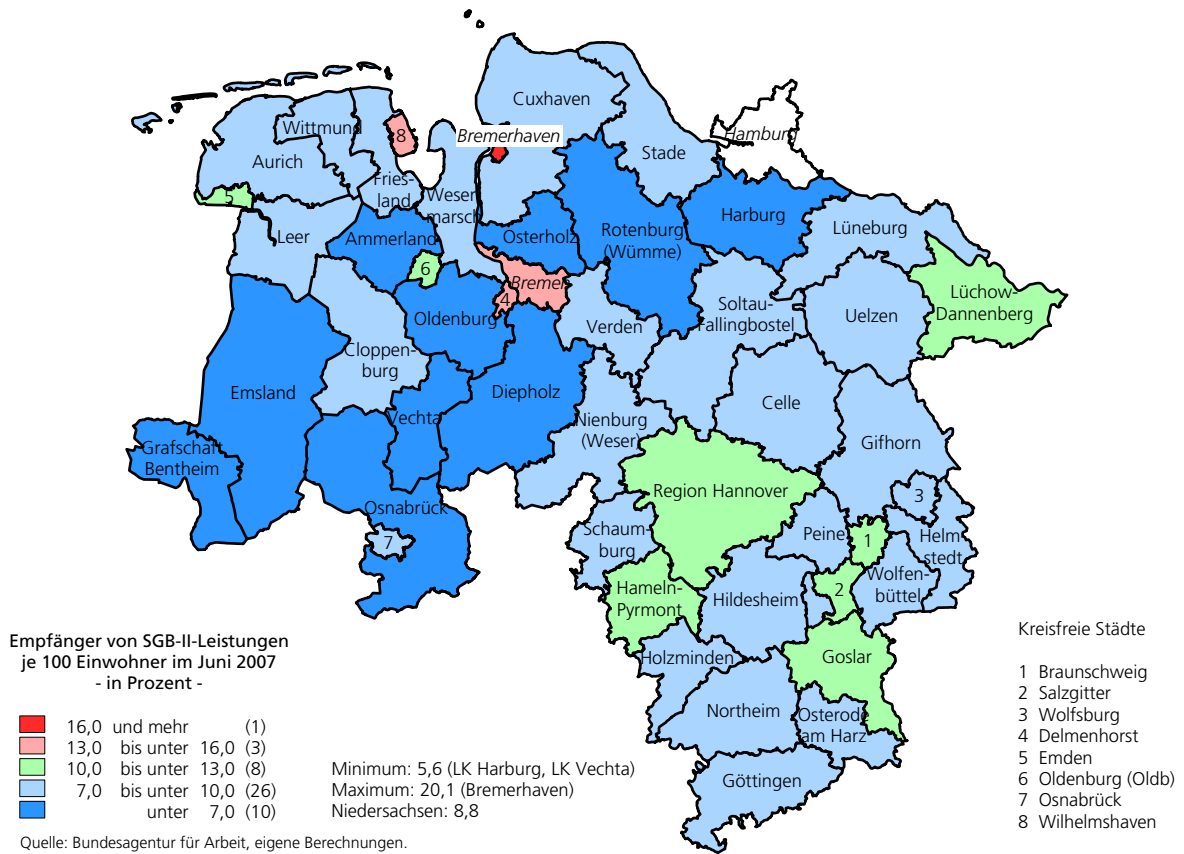 Cuxhaven
Bremerhaven
Hamburg
Wittmund
8
Stade
Aurich
Fries-
land
5
Weser
marsch
Harburg
Leer
Ammerland
Osterholz
Rotenburg
(Wümme)
Lüneburg
6
Bremen
4
Lüchow-
Dannenberg
Oldenburg
Verden
Soltau-
Fallingbostel
Uelzen
Cloppen-
burg
Emsland
Diepholz
Celle
Vechta
Nienburg
(Weser)
Gifhorn
Grafschaft
Bentheim
Region Hannover
3
Osnabrück
7
Schaum-
burg
Peine
1
Helm
stedt
Hameln-
Pyrmont
Hildesheim
2
Wolfen-
büttel
Holzminden
Goslar
Northeim
Osterode
am Harz
Göttingen
Empfänger von SGB-II-Leistungen
je 100 Einwohner im Juni 2007
- in Prozent -
16,0 und mehr (1)
13,0 bis unter 16,0 (3)
10,0 bis unter 13,0 (8)
7,0 bis unter 10,0 (26)
unter 7,0 (10)
Minimum: 5,6 (LK Harburg, LK Vechta)
Maximum: 20,1 (Bremerhaven)
Niedersachsen: 8,8
Quelle: Bundesagentur für Arbeit, eigene Berechnungen.
Kreisfreie Städte
1 Braunschweig
2 Salzgitter
3 Wolfsburg
4 Delmenhorst
5 Emden
6 Oldenburg (Oldb)
7 Osnabrück
8 Wilhelmshaven